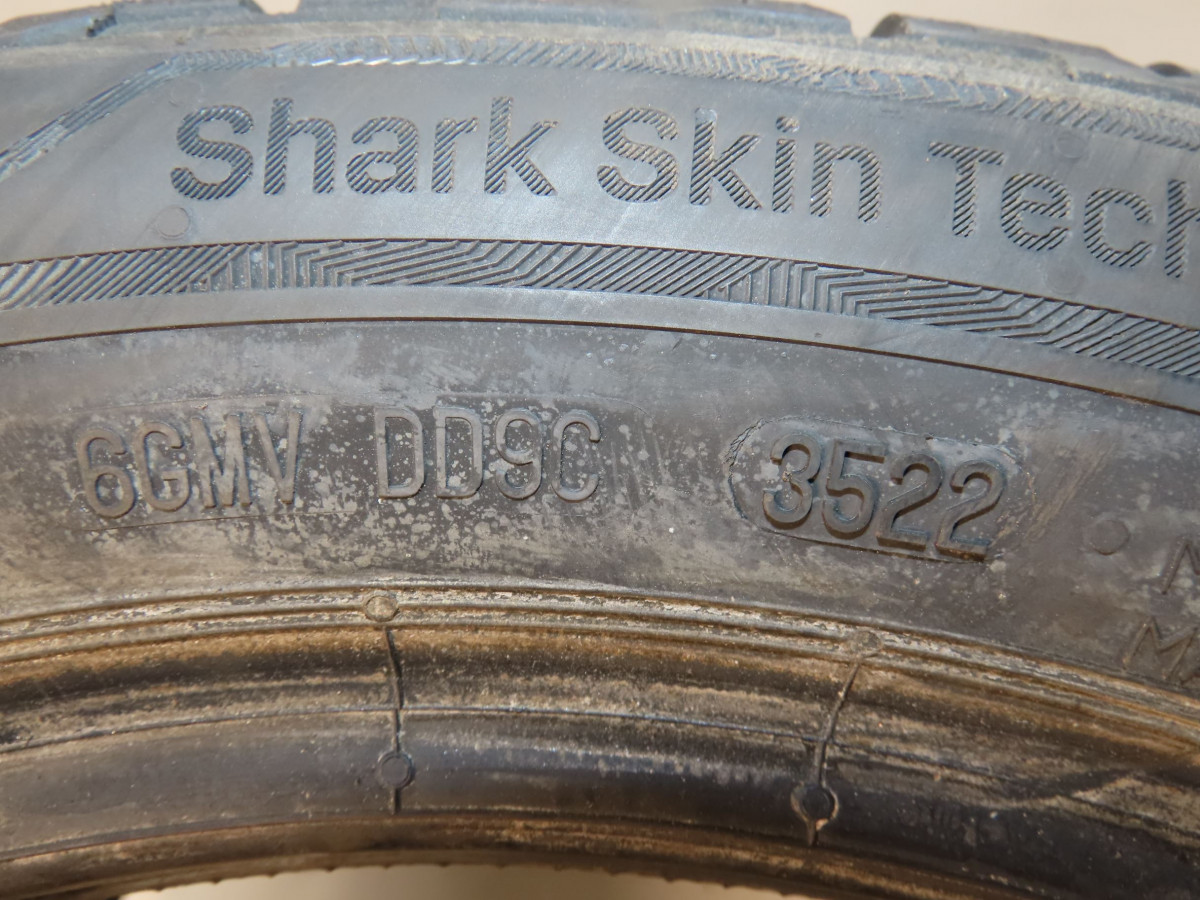 Shark Skin Tech
6GMV DD9C 3522